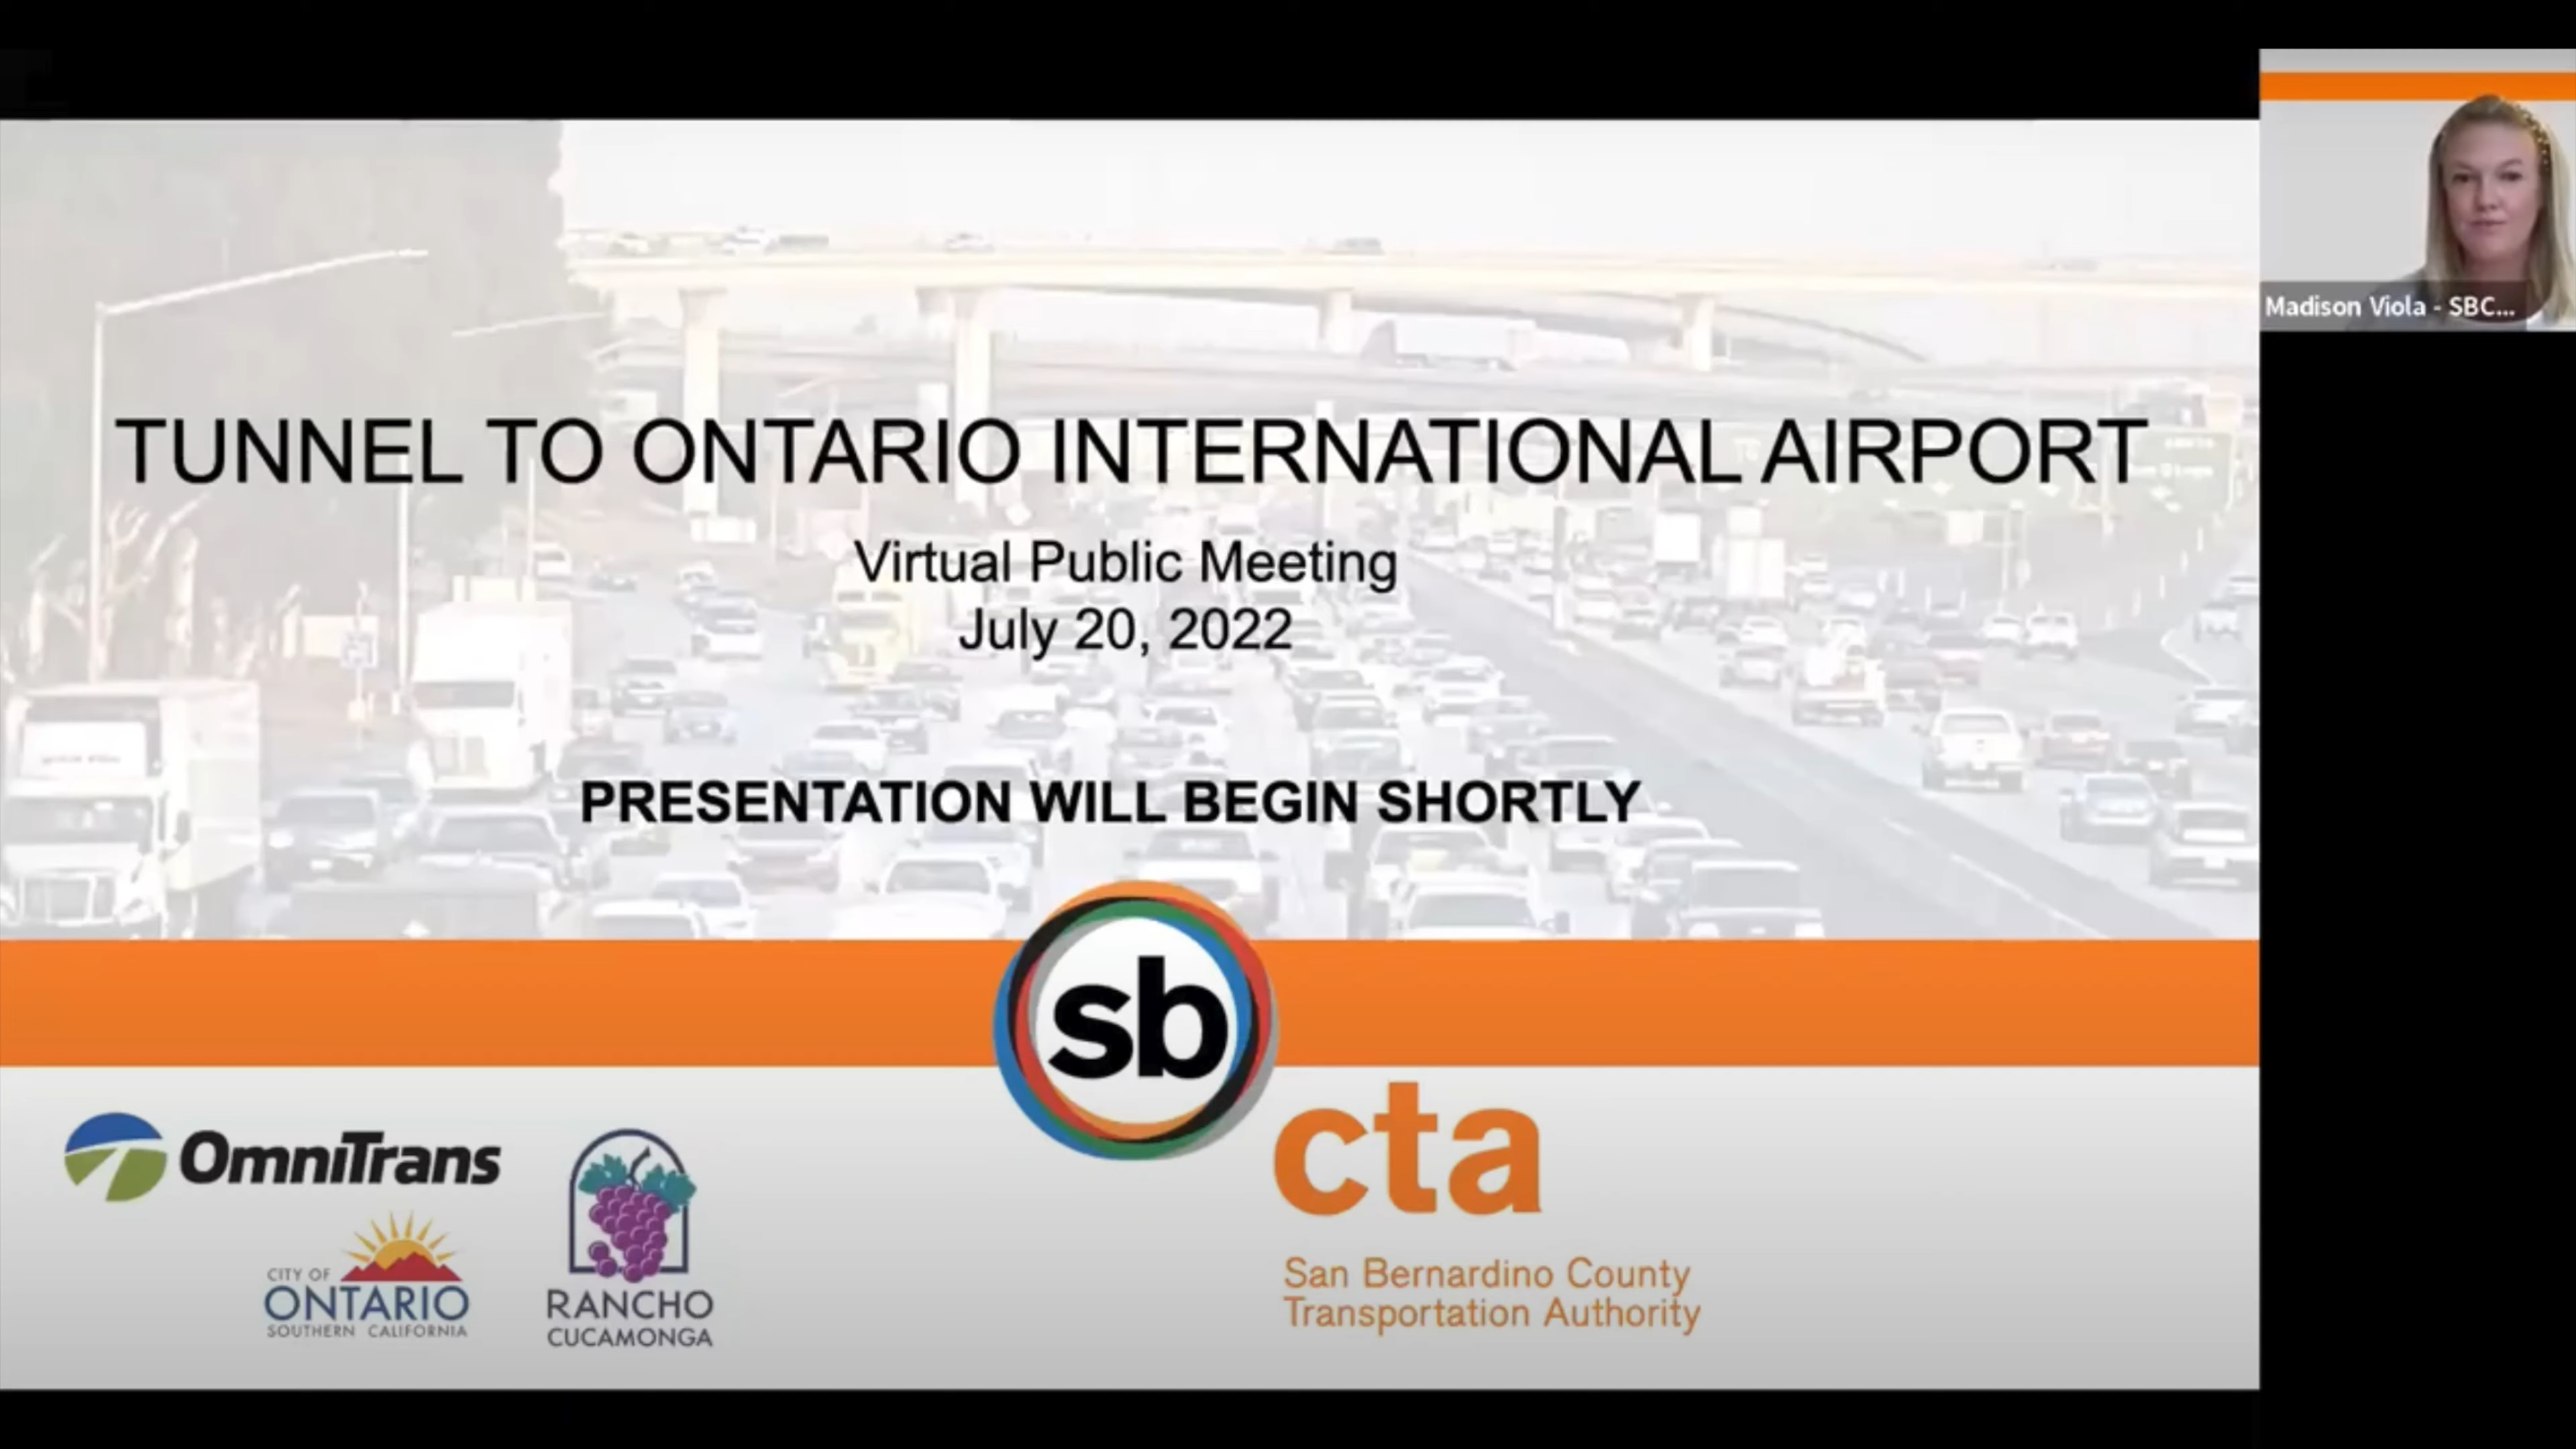 TUNNEL TO ONTARIO INTERNATIONAL AIRPORT
Virtual Public Meeting
July 20, 2022
PRESENTATION WILL BEGIN SHORTLY
Madison Viola - SBC...
sb
cta
San Bernardino County
Transportation Authority
OmniTrans
CITY OF
ONTARIO
SOUTHERN CALIFORNIA
RANCHO
CUCAMONGA